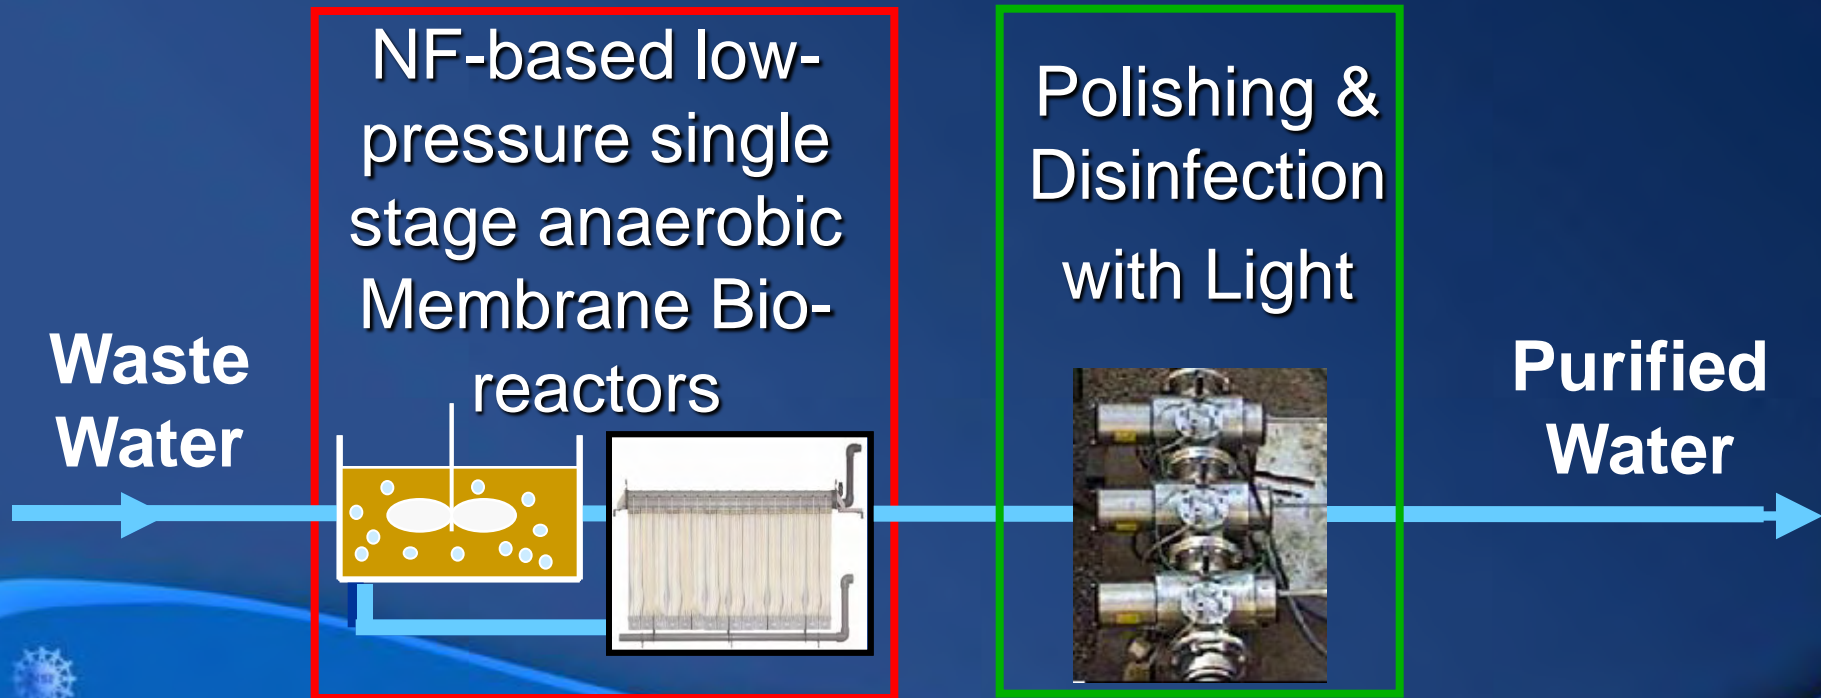 NF-based low-
pressure single
stage anaerobic
Membrane Bio-
reactors
Polishing &
Disinfection
with Light
Waste
Water
Purified
Water